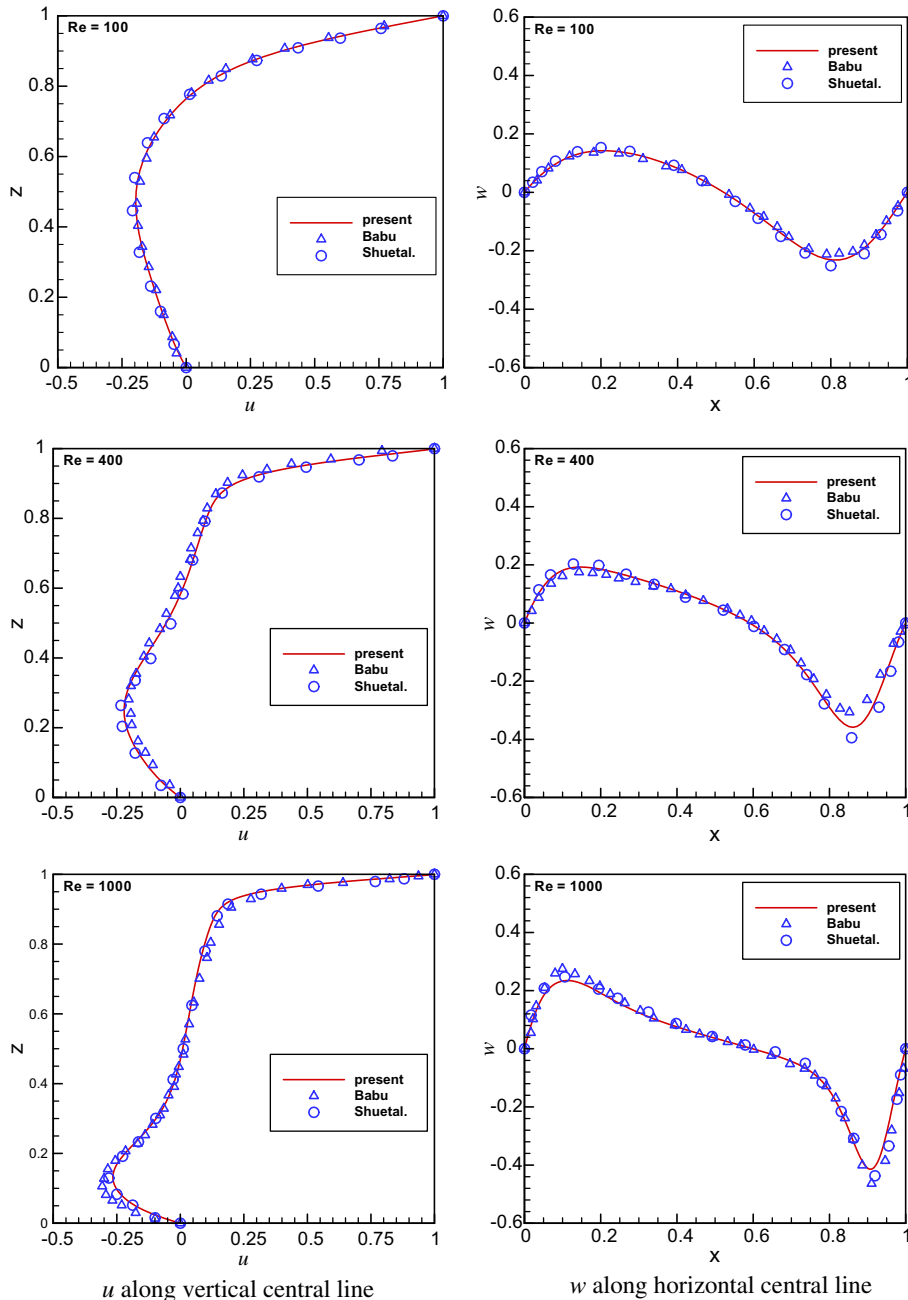 Re = 100
1
0.8
0.6
0.4
0.2
0
z
-0.5
-0.25
0
0.25
0.5
0.75
1
u
present
Babu
Shuetal.
Re = 100
0.6
0.4
0.2
0
-0.2
-0.4
-0.6
w
0
0.2
0.4
0.6
0.8
1
x
present
Babu
Shuetal.
Re = 400
1
0.8
0.6
0.4
0.2
0
z
-0.5
-0.25
0
0.25
0.5
0.75
1
u
present
Babu
Shuetal.
Re = 400
0.6
0.4
0.2
0
-0.2
-0.4
-0.6
w
0
0.2
0.4
0.6
0.8
1
x
present
Babu
Shuetal.
Re = 1000
1
0.8
0.6
0.4
0.2
0
z
-0.5
-0.25
0
0.25
0.5
0.75
1
u
present
Babu
Shuetal.
Re = 1000
0.6
0.4
0.2
0
-0.2
-0.4
-0.6
w
0
0.2
0.4
0.6
0.8
1
x
present
Babu
Shuetal.
u along vertical central line
w along horizontal central line